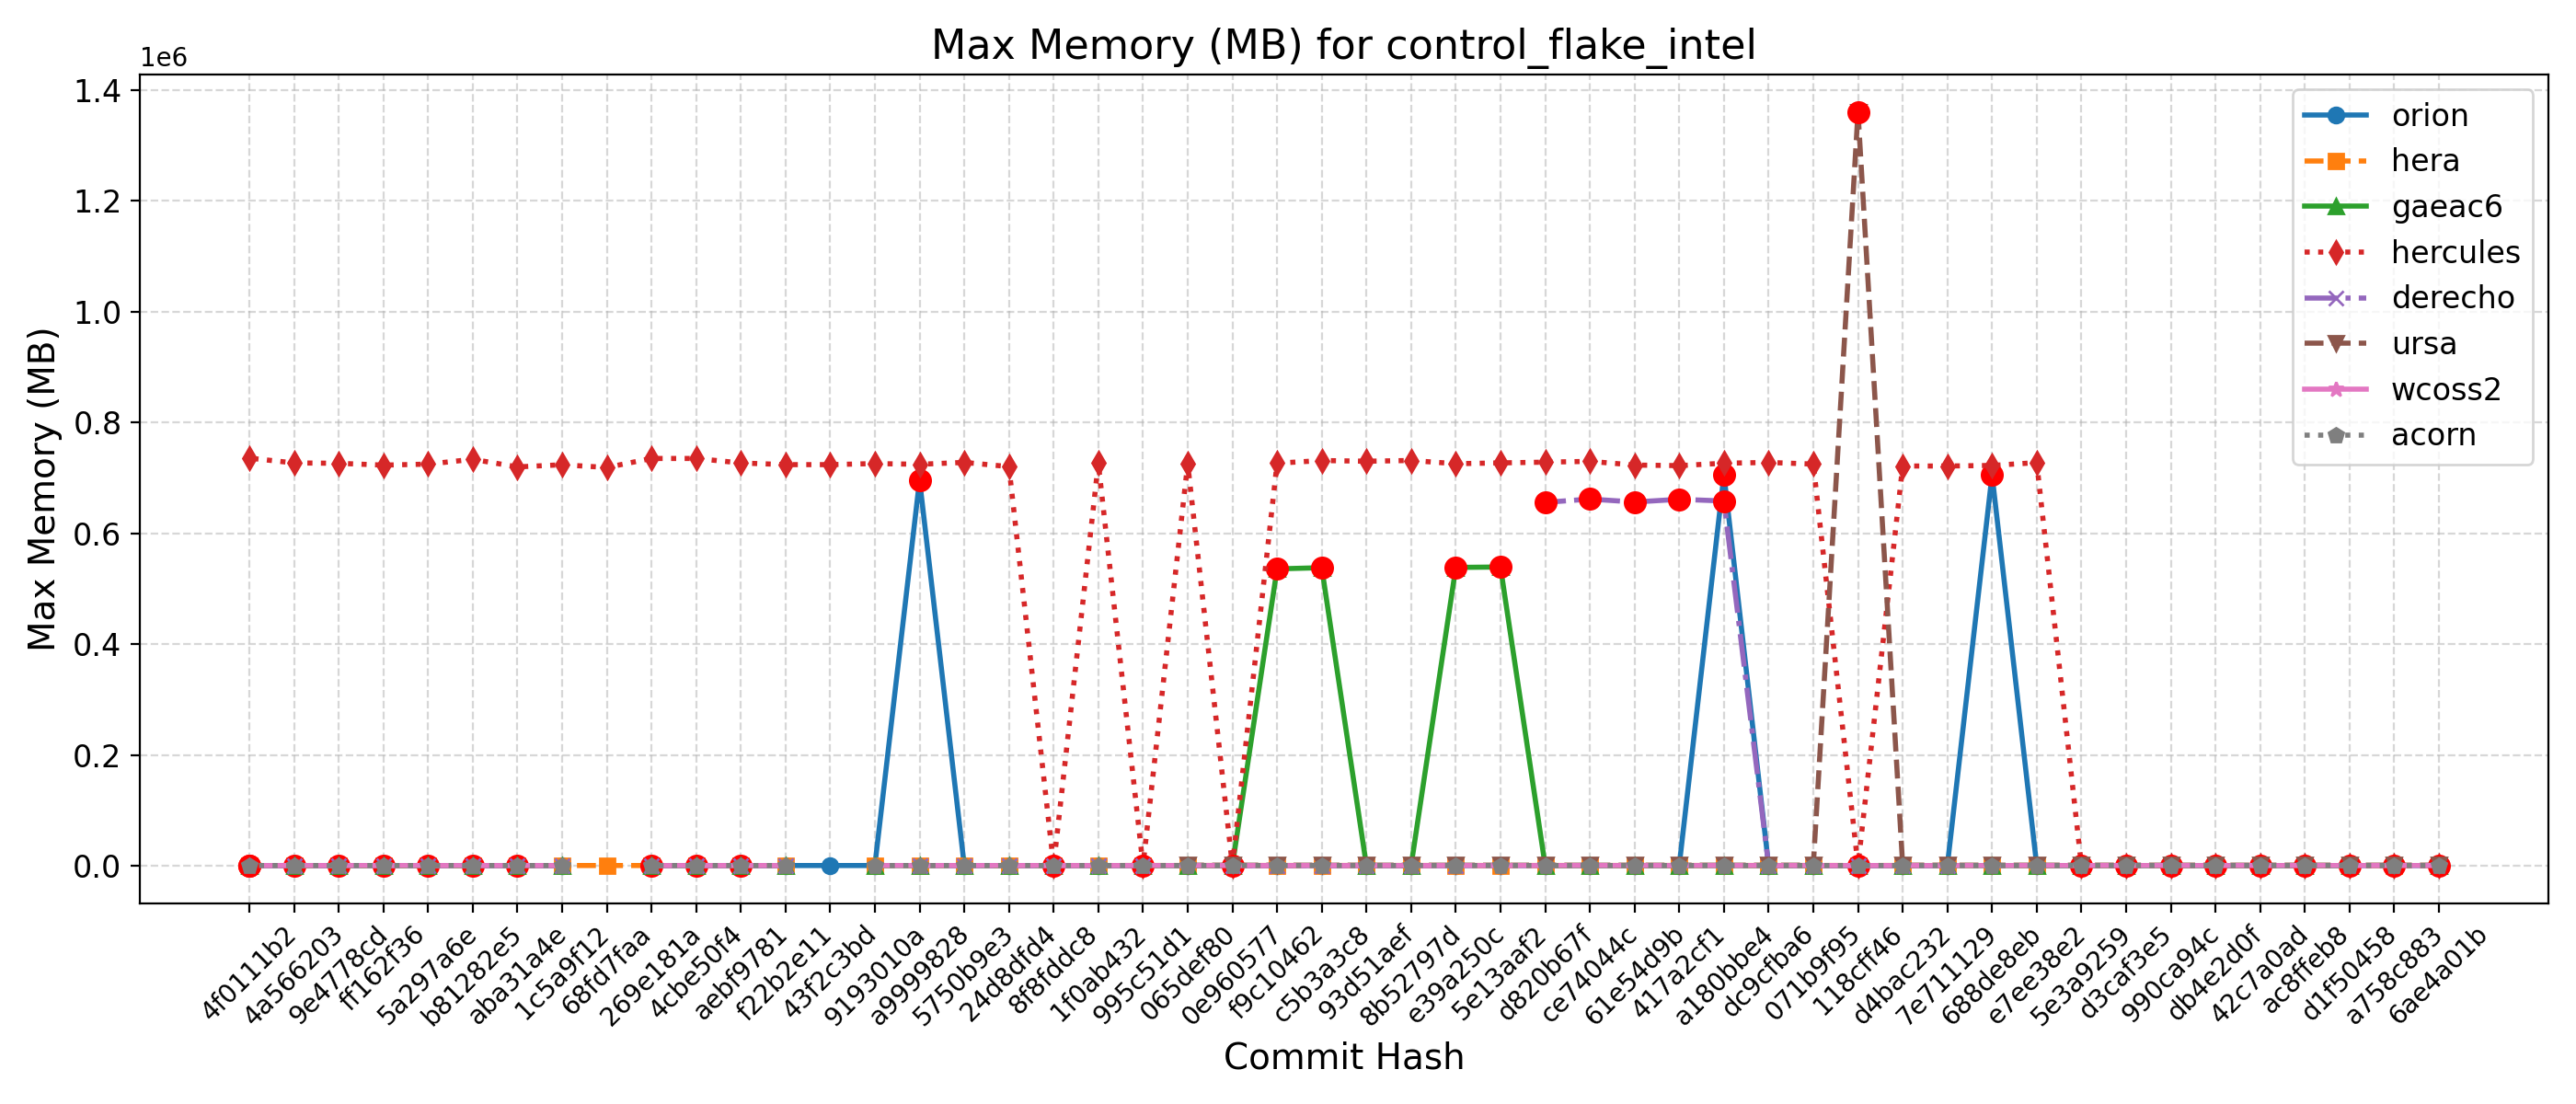 Max Memory (MB) for control_flake_intel
1e6
1.4
1.2
1.0
0.8
0.6
0.4
0.2
0.0
Max Memory (MB)
orion
hera
gaeac6
hercules
derecho
ursa
wcoss2
acorn
4f0111b2
4a566203
9e4778cd
ff162f36
5a297a6e
b81282e5
aba31a4e
1c5a9f12
68fd7faa
269e181a
4cbe50f4
aebf9781
f22b2e11
43f2c3bd
9193010a
a9999828
5750b9e3
24d8dfd4
8f8fddc8
1f0ab432
995c51d1
065def80
0e960577
f9c10462
c5b3a3c8
93d51aef
8b52797d
e39a250c
5e13aaf2
d820b67f
ce74044c
61e54d9b
417a2cf1
a180bbe4
dc9cfba6
071b9f95
118cff46
d4bac232
7e711129
688de8eb
e7ee38e2
5e3a9259
d3caf3e5
990ca94c
db4e2d0f
42c7a0ad
ac8ffeb8
d1f50458
a758c883
6ae4a01b
Commit Hash